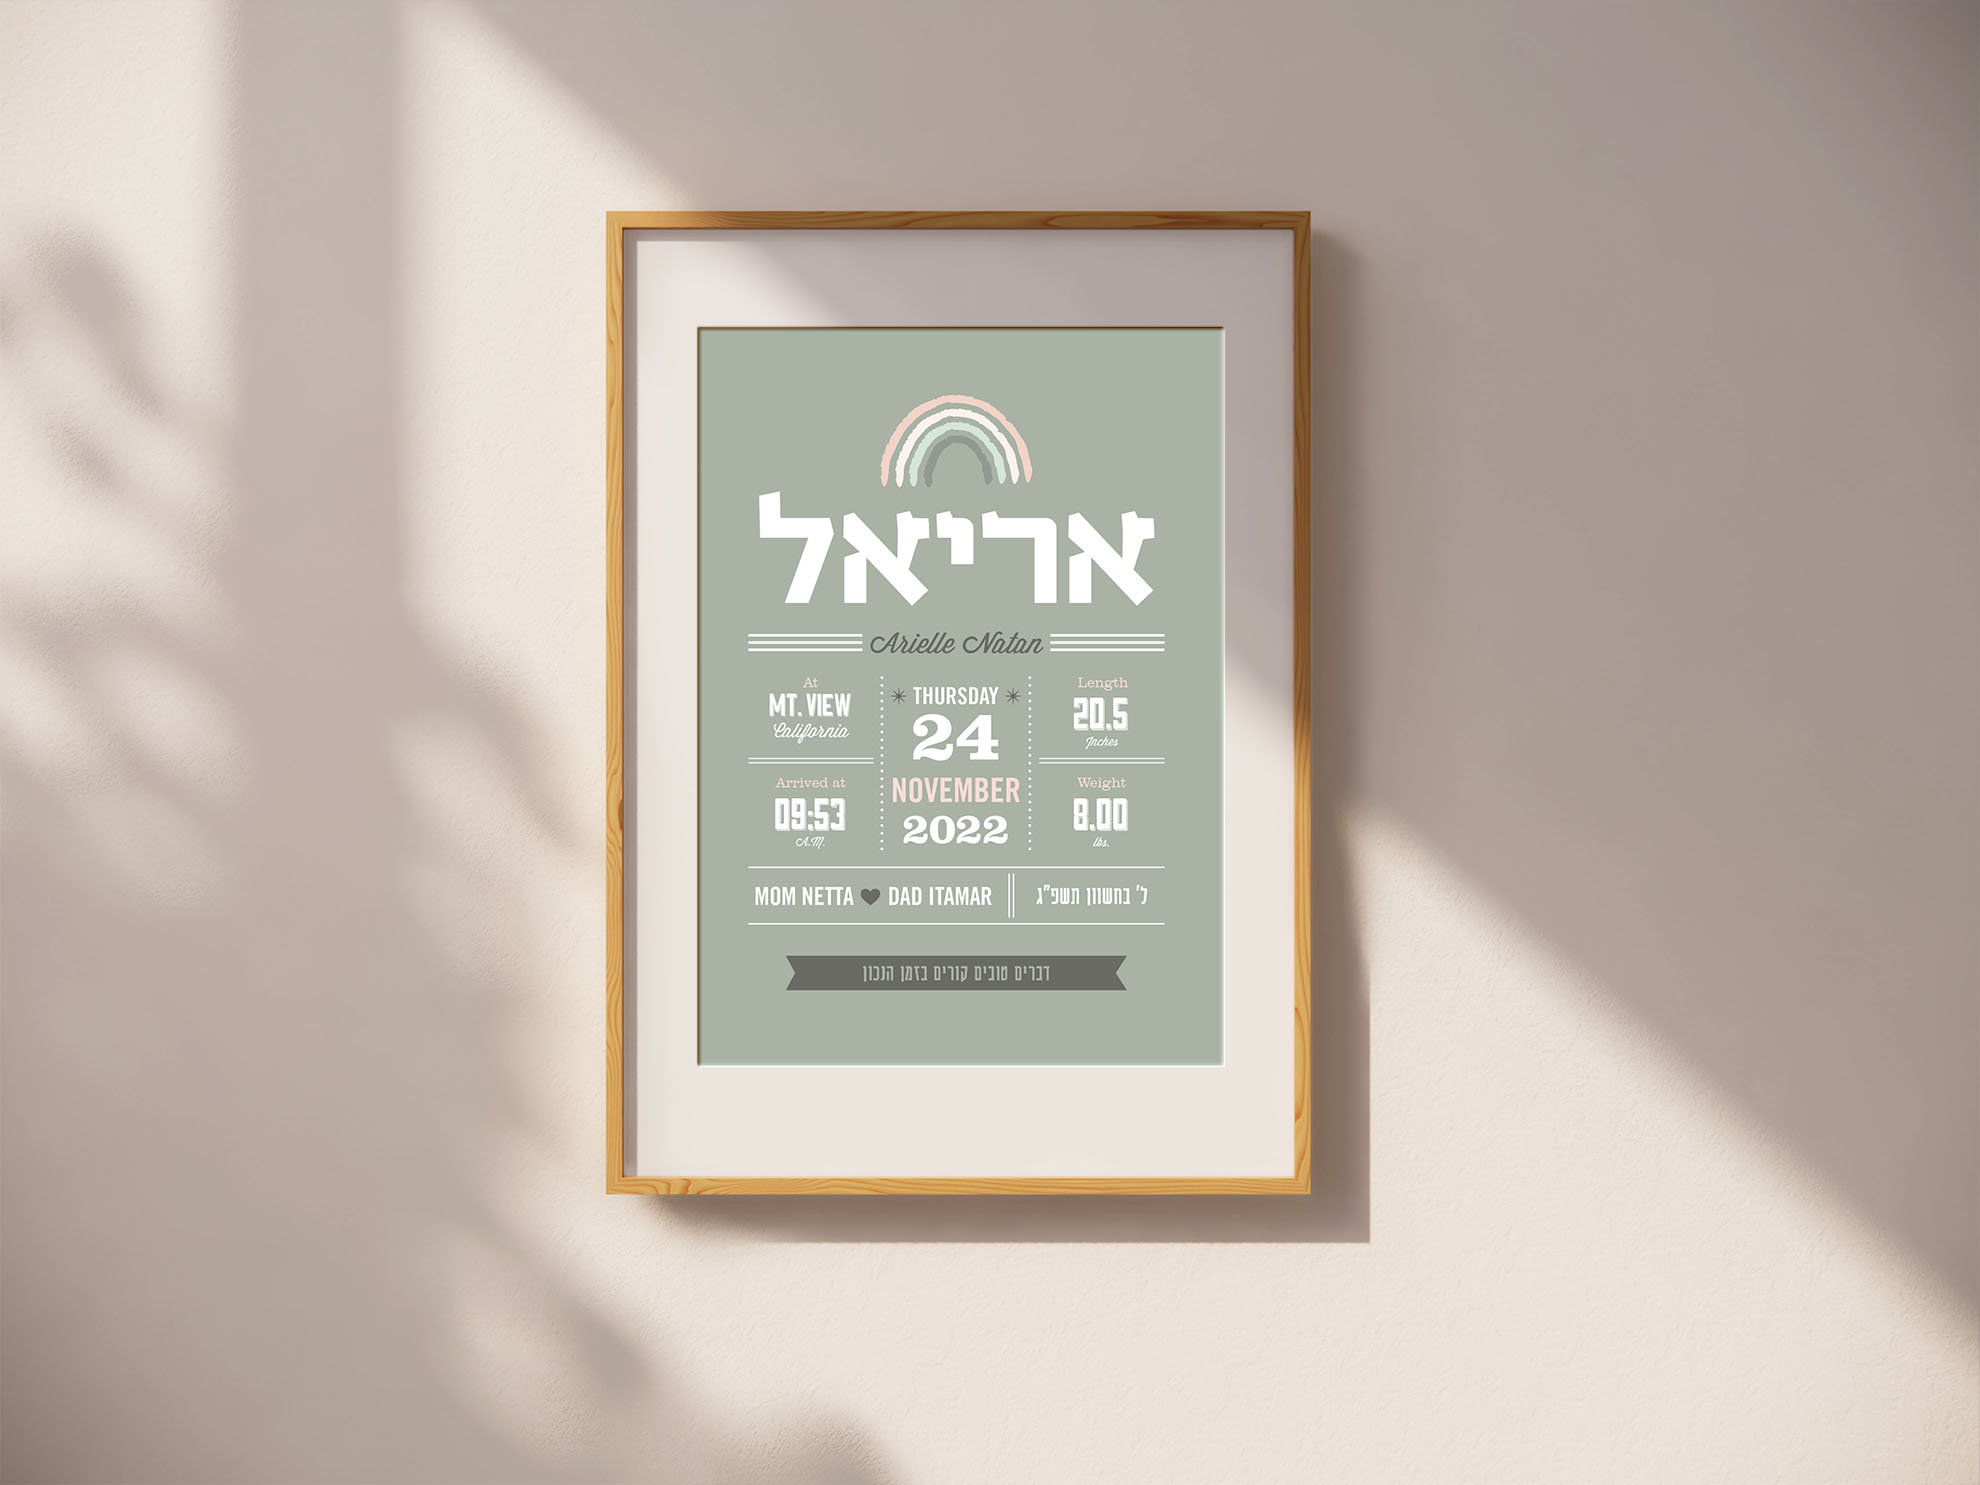 אריאל
Arielle Natan
At
MT. VIEW
California
Arrived at
09:53
A.M.
THURSDAY
24
NOVEMBER
2022
Length
20.5
Inches
Weight
8.00
lbs.
MOM NETTA DAD ITAMAR
ל' בחשוון תשפ"ג
דברים טובים קורים בזמן הנכון